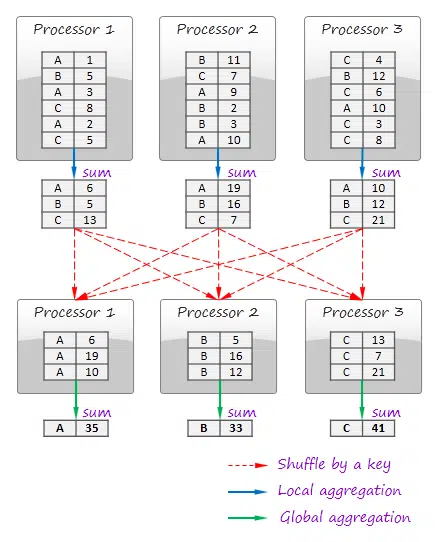 Processor 1 Processor 2 Processor 3
A 1 B 11 C 4
B 5 C 7 B 12
A 3 A 9 C 6
C 8 B 2 A 10
A 2 B 3 C 3
C 5 A 10 C 8
sum sum sum
A 6 A 19 A 10
B 5 B 16 B 12
C 13 C 7 C 21
Processor 1 Processor 2 Processor 3
A 6 B 5 C 13
A 19 B 16 C 7
A 10 B 12 C 21
sum sum sum
A 35 B 33 C 41
Shuffle by a key
Local aggregation
Global aggregation